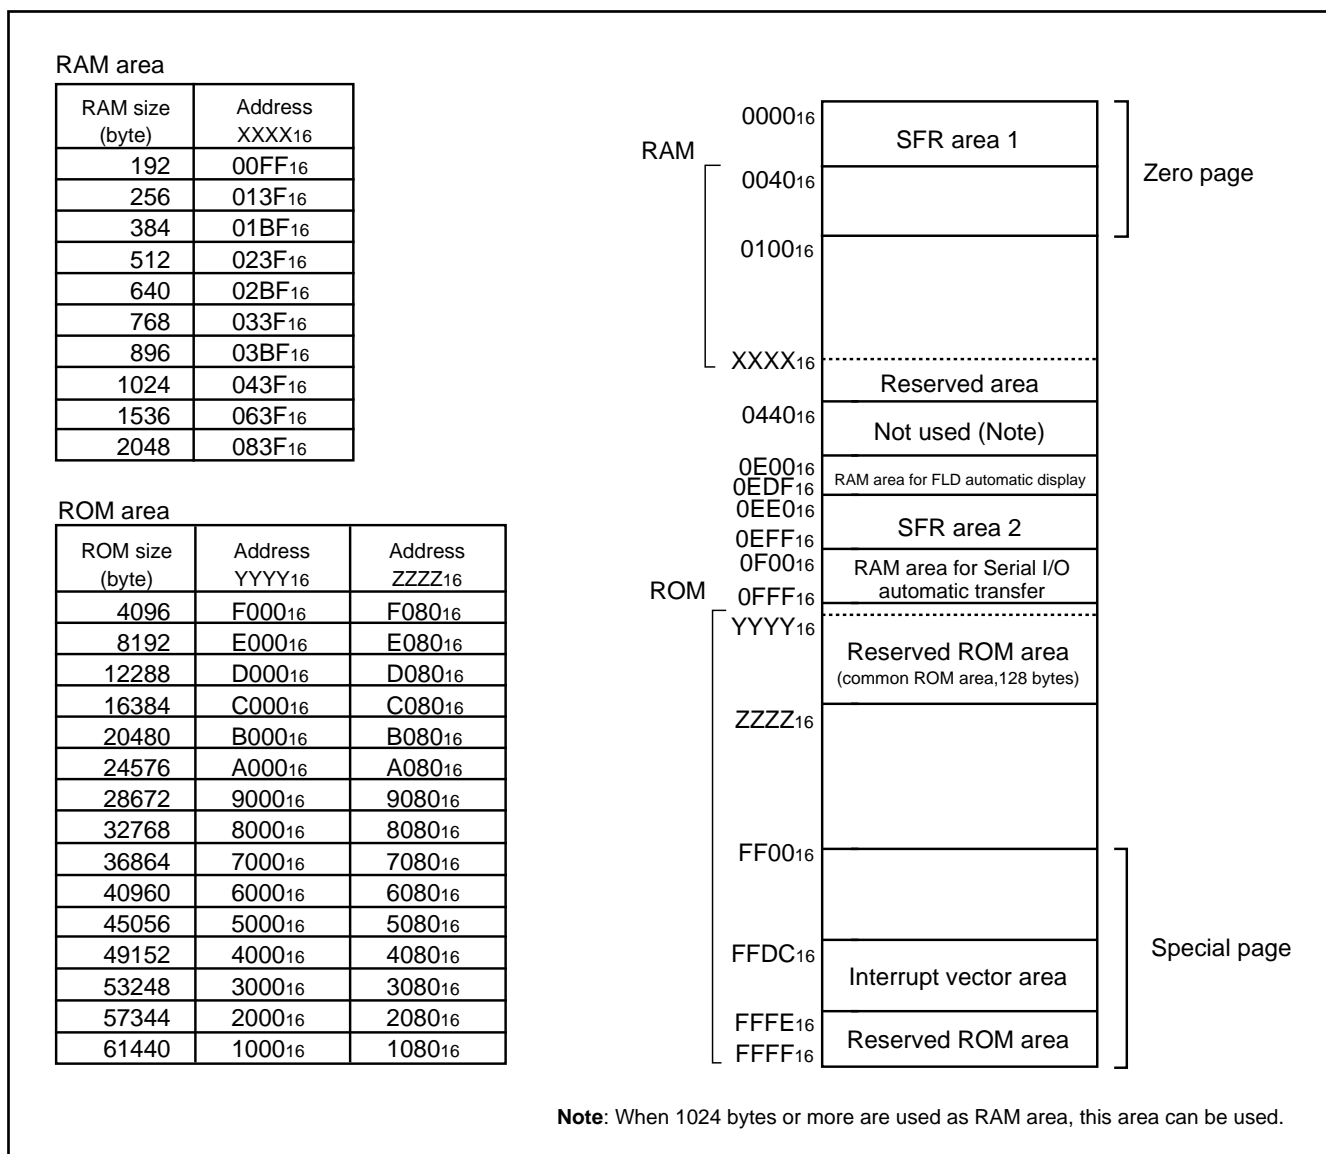 RAM area
RAM size (byte) Address XXXX16
192 00FF16
256 013F16
384 01BF16
512 023F16
640 02BF16
768 033F16
896 03BF16
1024 043F16
1536 063F16
2048 083F16
ROM area
ROM size (byte) Address YYYY16 Address ZZZZ16
4096 F00016 F08016
8192 E00016 E08016
12288 D00016 D08016
16384 C00016 C08016
20480 B00016 B08016
24576 A00016 A08016
28672 900016 908016
32768 800016 808016
36864 700016 708016
40960 600016 608016
45056 500016 508016
49152 400016 408016
53248 300016 308016
57344 200016 208016
61440 100016 108016
000016
SFR area 1
RAM
004016
Zero page
010016
XXXX16
Reserved area
044016
Not used (Note)
0E0016
0EDF16
RAM area for FLD automatic display
0EE016
SFR area 2
0EFF16
0F0016
RAM area for Serial I/O
automatic transfer
ROM
0FFF16
YYYY16
Reserved ROM area
(common ROM area,128 bytes)
ZZZZ16
FF0016
FFDC16
Special page
Interrupt vector area
FFFE16
Reserved ROM area
FFFF16
Note: When 1024 bytes or more are used as RAM area, this area can be used.